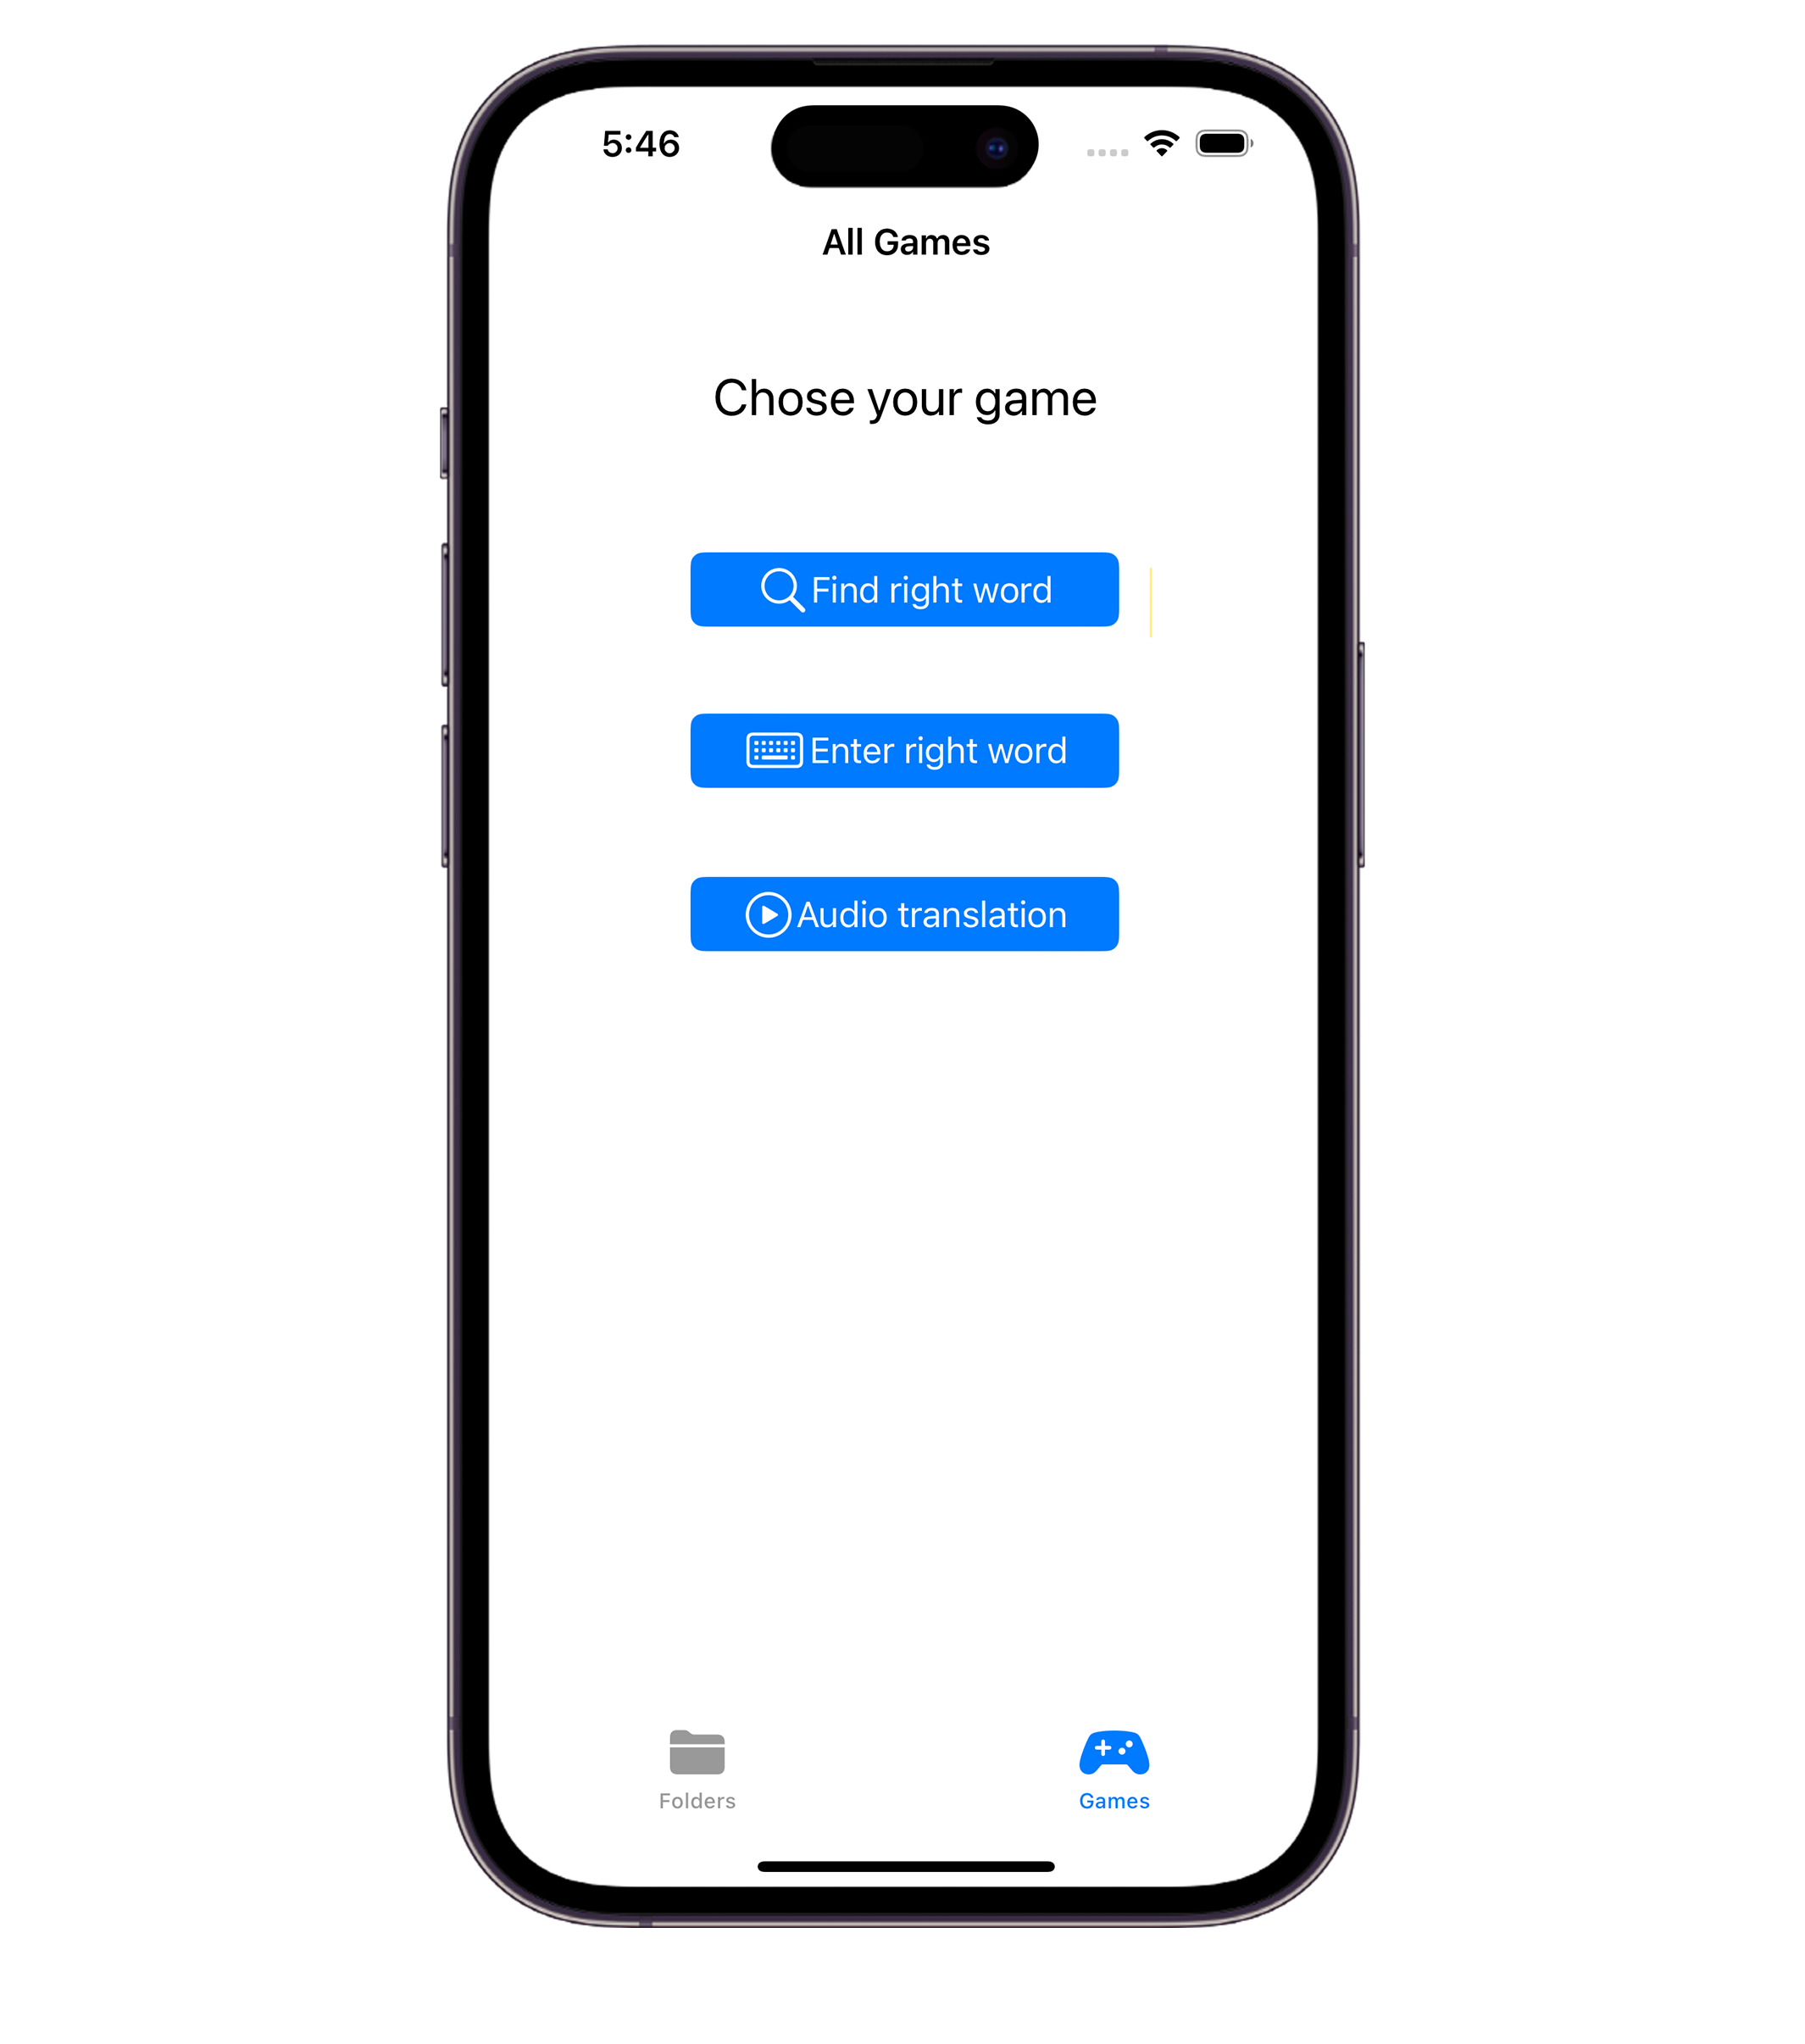 5:46
All Games
Chose your game
Find right word
Enter right word
Audio translation
Folders
Games